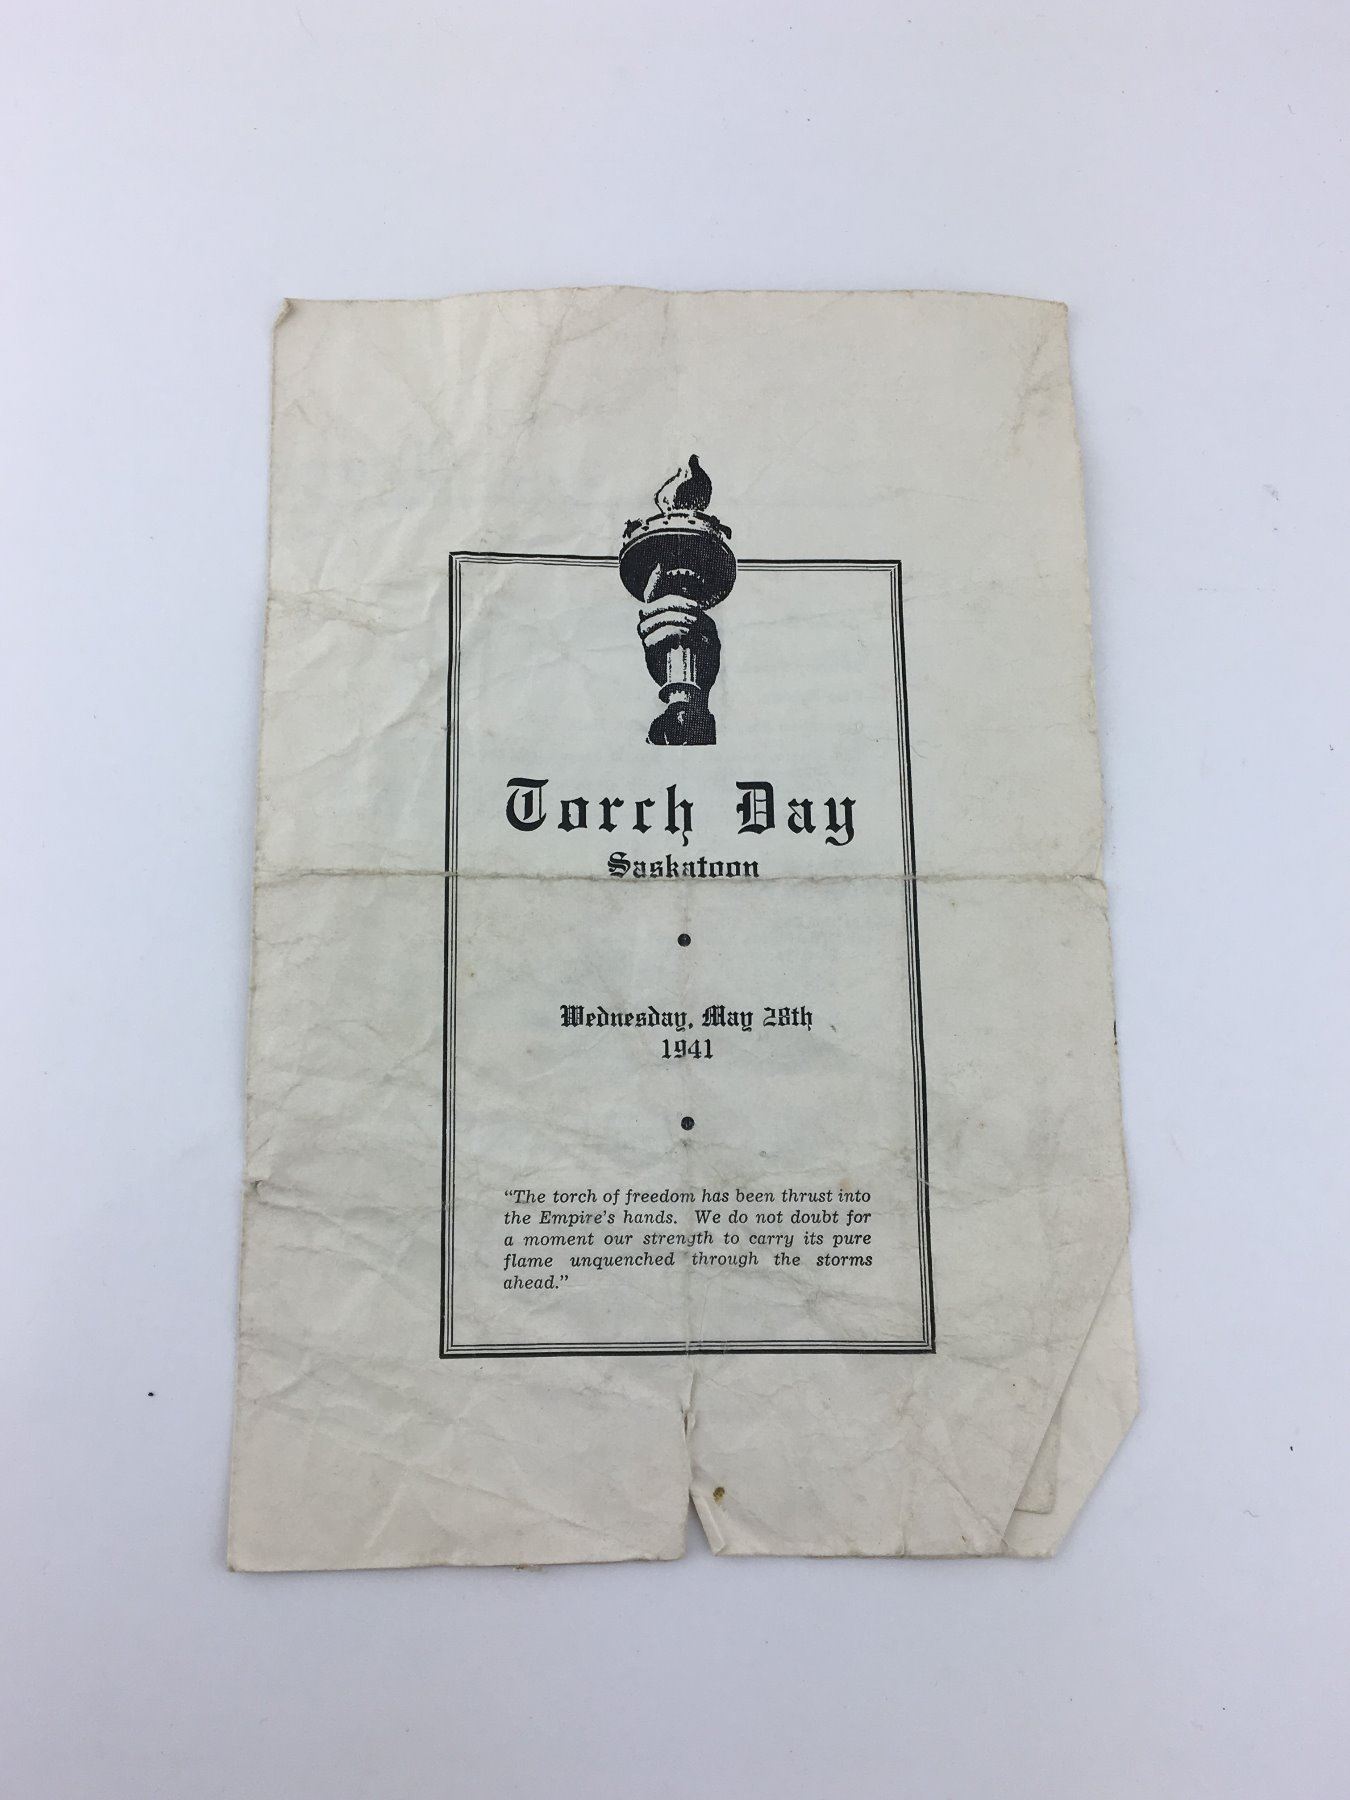 Torch Day
Saskatoon
Wednesday, May 28th
1941
“The torch of freedom has been thrust into
the Empire’s hands. We do not doubt for
a moment our strength to carry its pure
flame unquenched through the storms
ahead.”